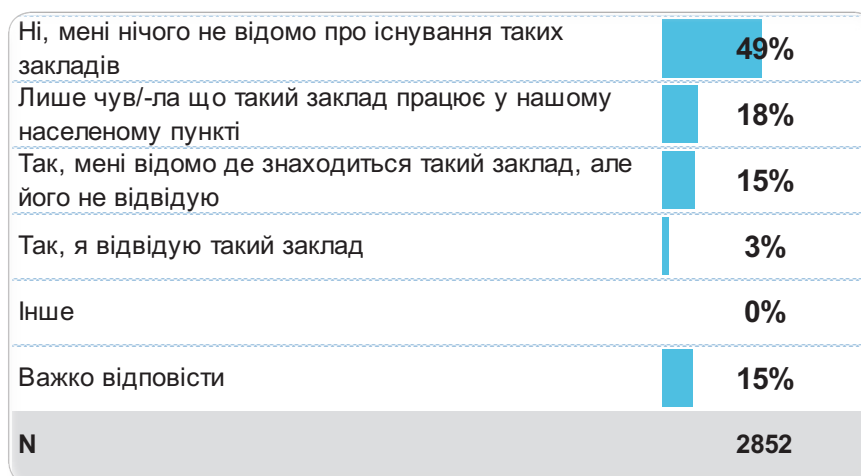 Ні, мені нічого не відомо про існування таких
закладів
49%
Лише чув/-ла що такий заклад працює у нашому
населеному пункті
18%
Так, мені відомо де знаходиться такий заклад, але
його не відвідую
15%
Так, я відвідую такий заклад
3%
Інше
0%
Важко відповісти
15%
N
2852